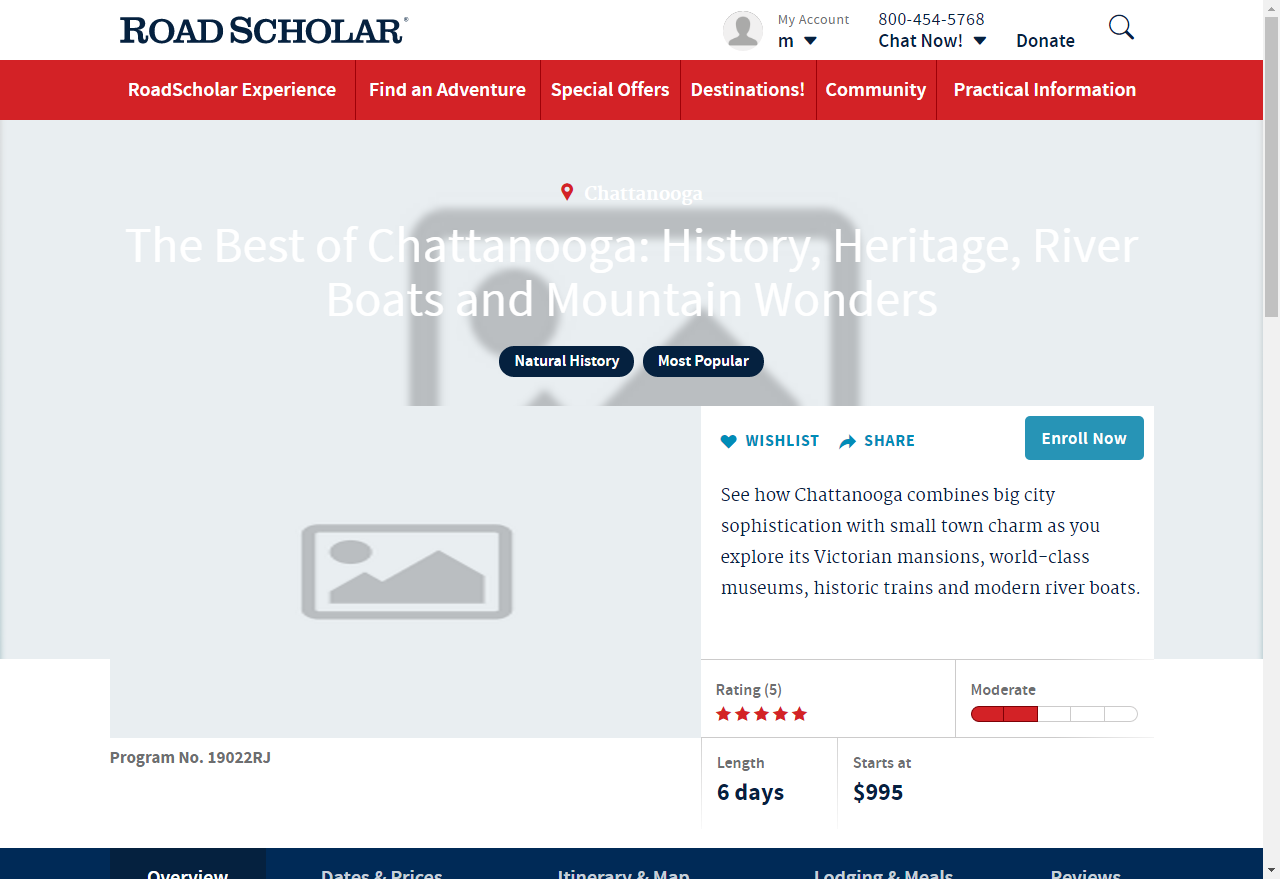 ROAD SCHOLAR®
My Account
m
800-454-5768
Chat Now!
Donate
RoadScholar Experience
Find an Adventure
Special Offers
Destinations!
Community
Practical Information
Chattanooga
The Best of Chattanooga: History, Heritage, River
Boats and Mountain Wonders
Natural History
Most Popular
WISHLIST
SHARE
Enroll Now
See how Chattanooga combines big city
sophistication with small town charm as you
explore its Victorian mansions, world-class
museums, historic trains and modern river boats.
Rating (5)
Moderate
Program No. 19022RJ
Length
6 days
Starts at
$995
Overview
Dates & Prices
Itinerary & Map
Lodging & Meals
Reviews